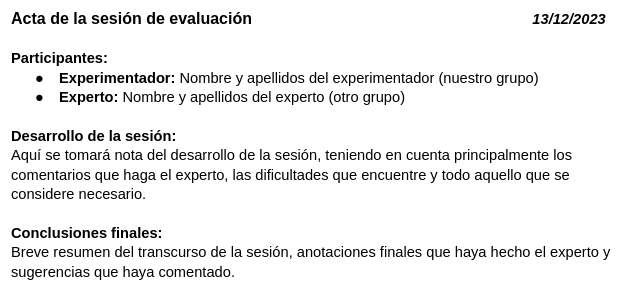 Acta de la sesión de evaluación 13/12/2023
Participantes:
● Experimentador: Nombre y apellidos del experimentador (nuestro grupo)
● Experto: Nombre y apellidos del experto (otro grupo)
Desarrollo de la sesión:
Aquí se tomará nota del desarrollo de la sesión, teniendo en cuenta principalmente los
comentarios que haga el experto, las dificultades que encuentre y todo aquello que se
considere necesario.
Conclusiones finales:
Breve resumen del transcurso de la sesión, anotaciones finales que haya hecho el experto y
sugerencias que haya comentado.